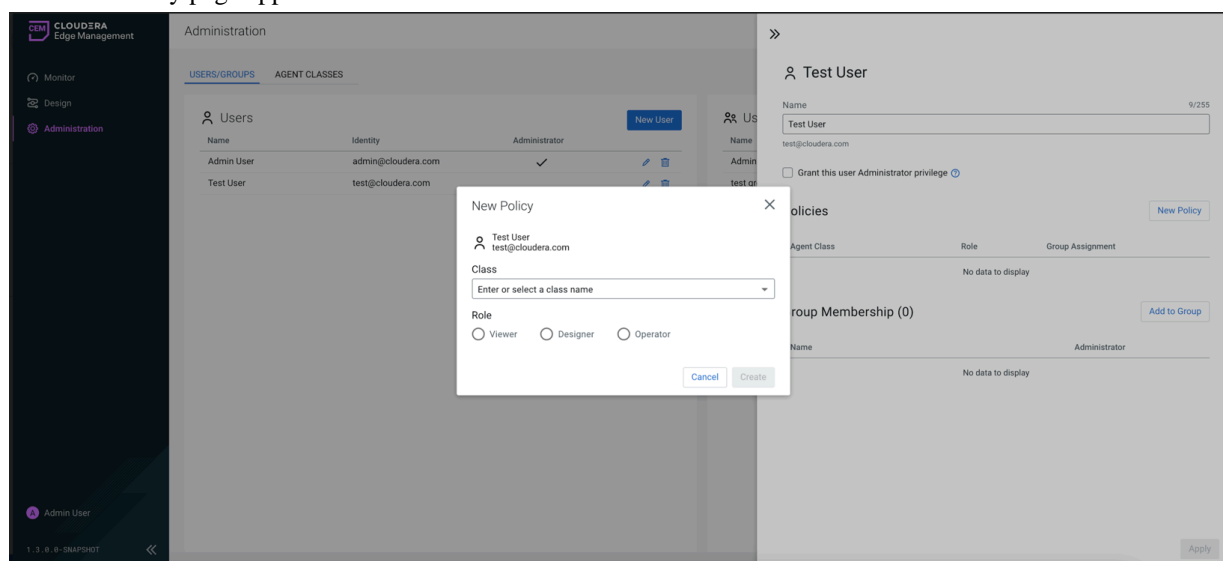 CEM CLOUDERA
Edge Management
Monitor
Design
Administration
A Admin User
1.3.0.0-SNAPSHOT
Administration
USERS/GROUPS AGENT CLASSES
Users
New User
Name Identity Administrator
Admin User admin@cloudera.com
Test User test@cloudera.com
Us
Name
Admin
test gr
Test User
Name 9/255
Test User
test@cloudera.com
Grant this user Administrator privilege
olicies
New Policy
Agent Class Role Group Assignment
No data to display
roup Membership (0)
Add to Group
Name Administrator
No data to display
Apply
New Policy
Test User
test@cloudera.com
Class
Enter or select a class name
Role
Viewer Designer Operator
Cancel Create